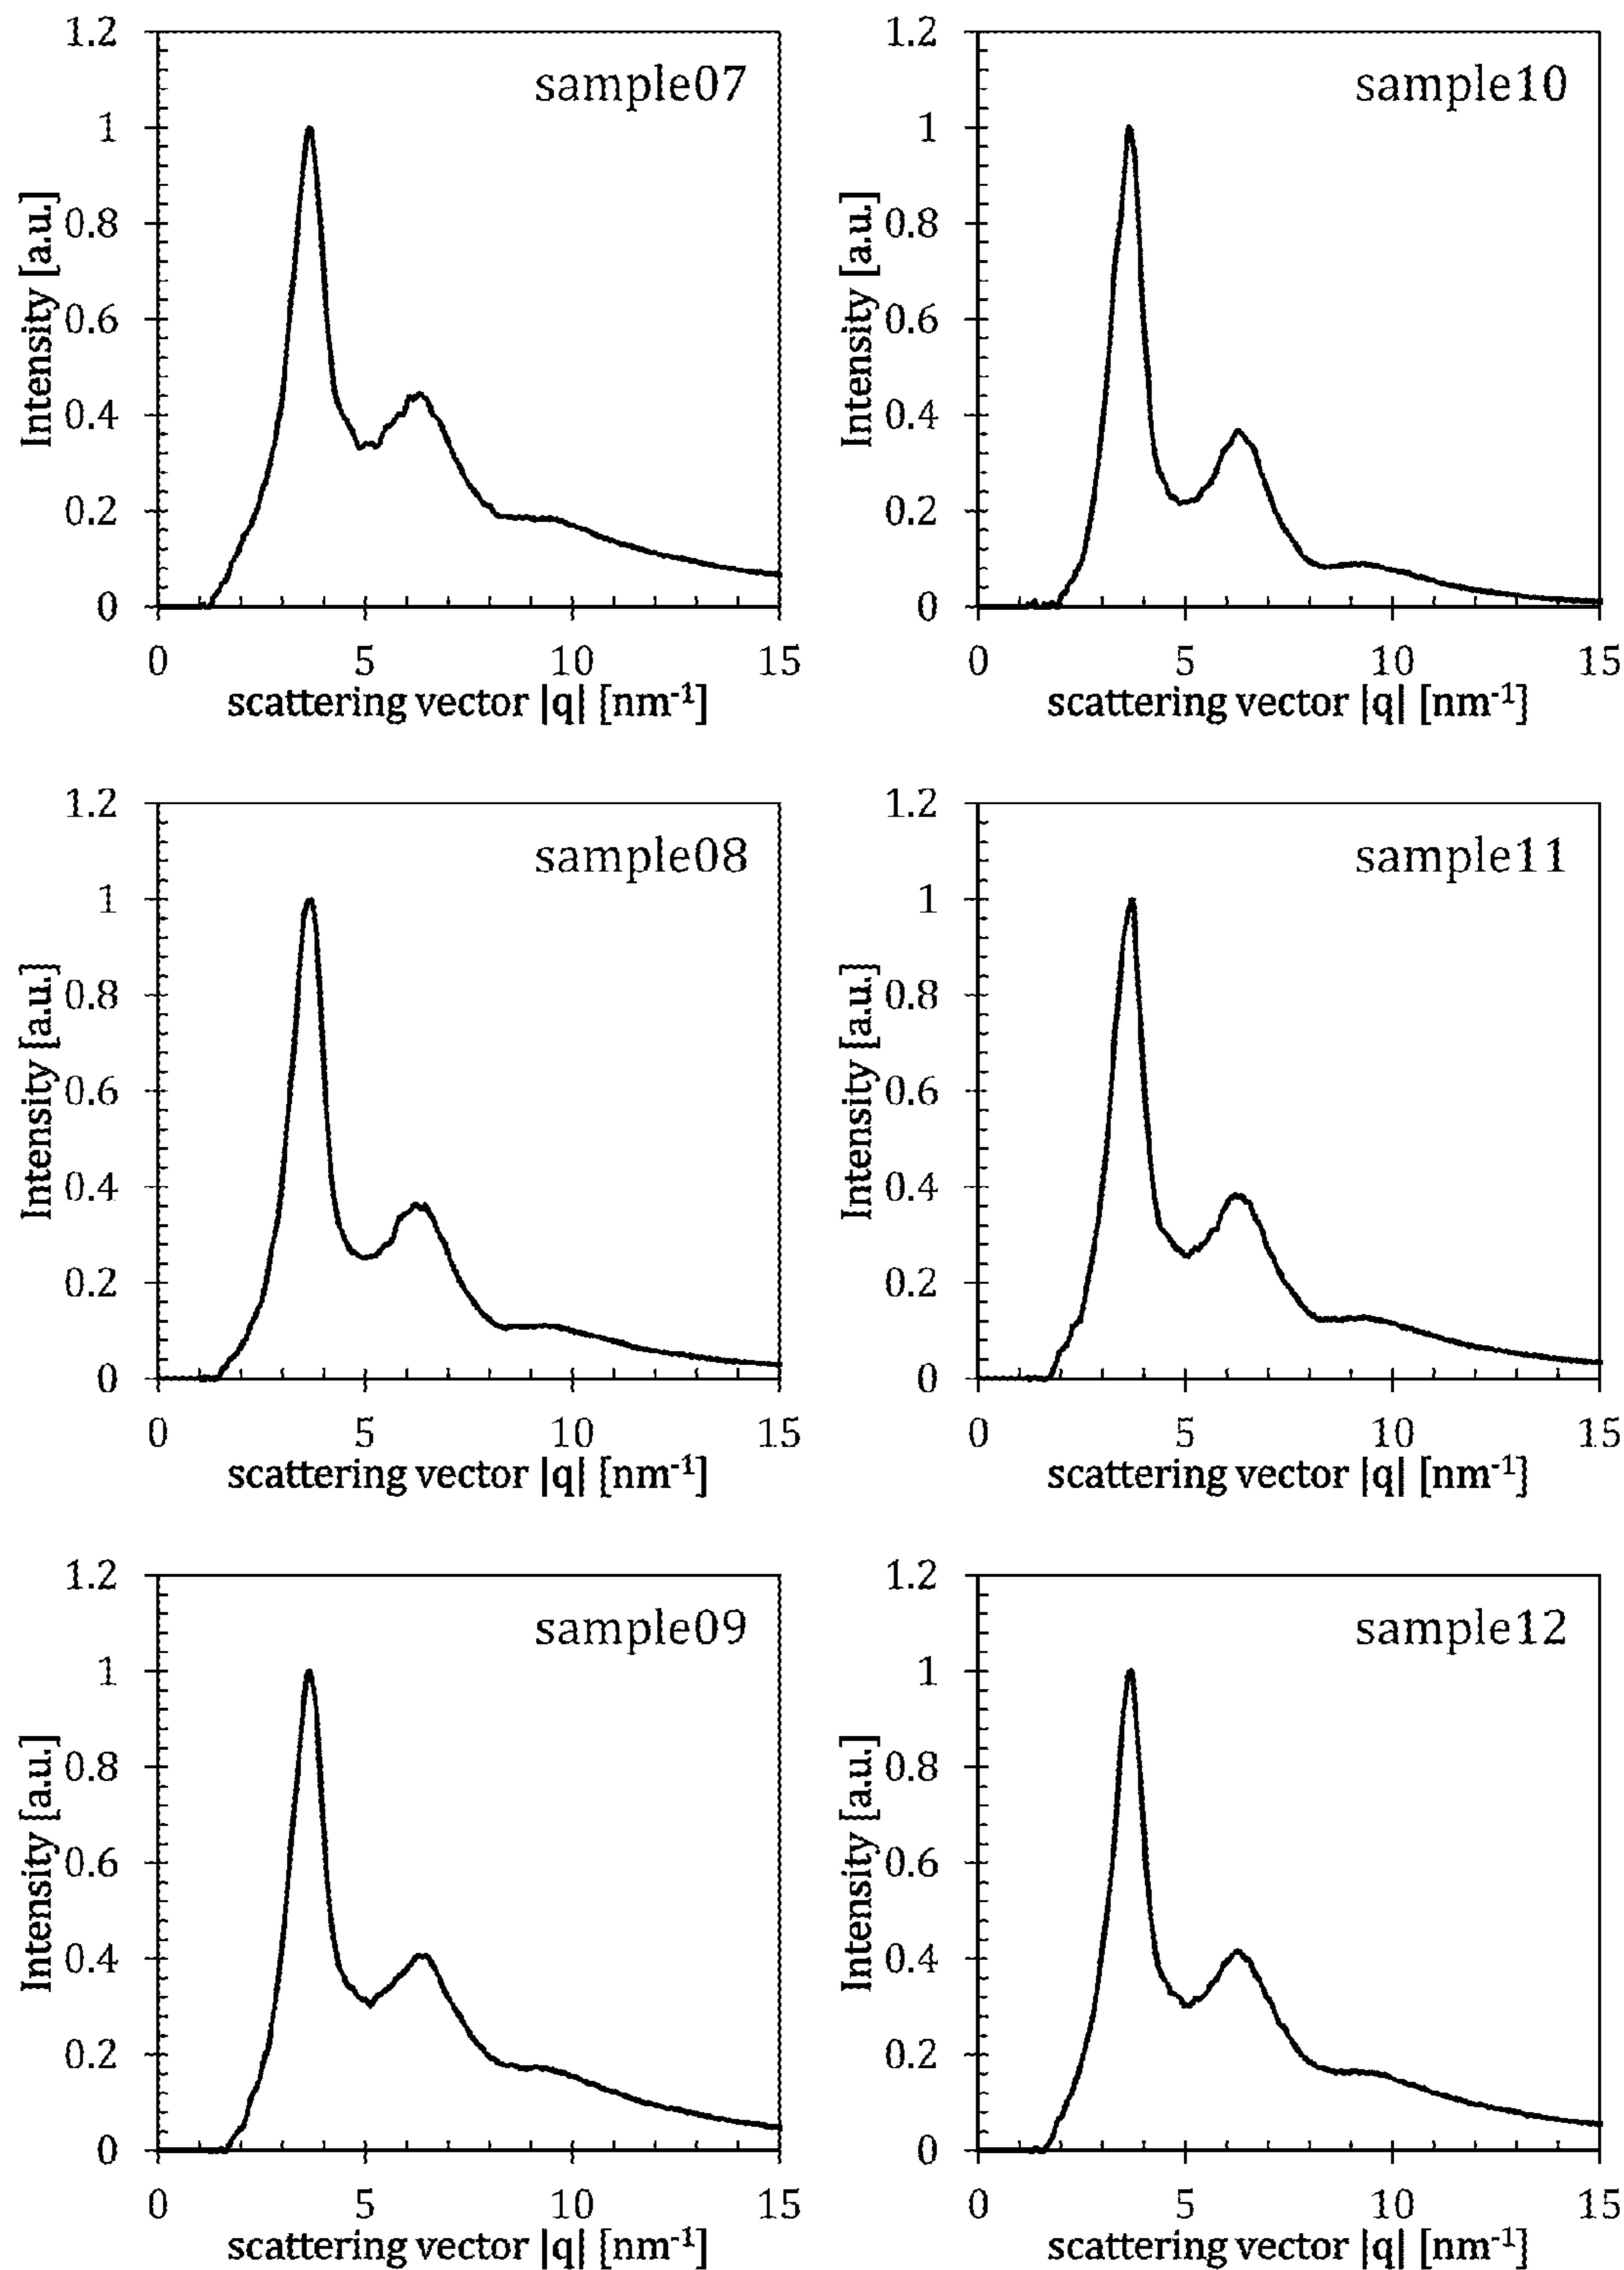 sample07
Intensity [a.u.]
1.2
1
0.8
0.6
0.4
0.2
0
0 5 10 15
scattering vector |q| [nm-1]
sample10
Intensity [a.u.]
1.2
1
0.8
0.6
0.4
0.2
0
0 5 10 15
scattering vector |q| [nm-1]
sample08
Intensity [a.u.]
1.2
1
0.8
0.6
0.4
0.2
0
0 5 10 15
scattering vector |q| [nm-1]
sample11
Intensity [a.u.]
1.2
1
0.8
0.6
0.4
0.2
0
0 5 10 15
scattering vector |q| [nm-1]
sample09
Intensity [a.u.]
1.2
1
0.8
0.6
0.4
0.2
0
0 5 10 15
scattering vector |q| [nm-1]
sample12
Intensity [a.u.]
1.2
1
0.8
0.6
0.4
0.2
0
0 5 10 15
scattering vector |q| [nm-1]